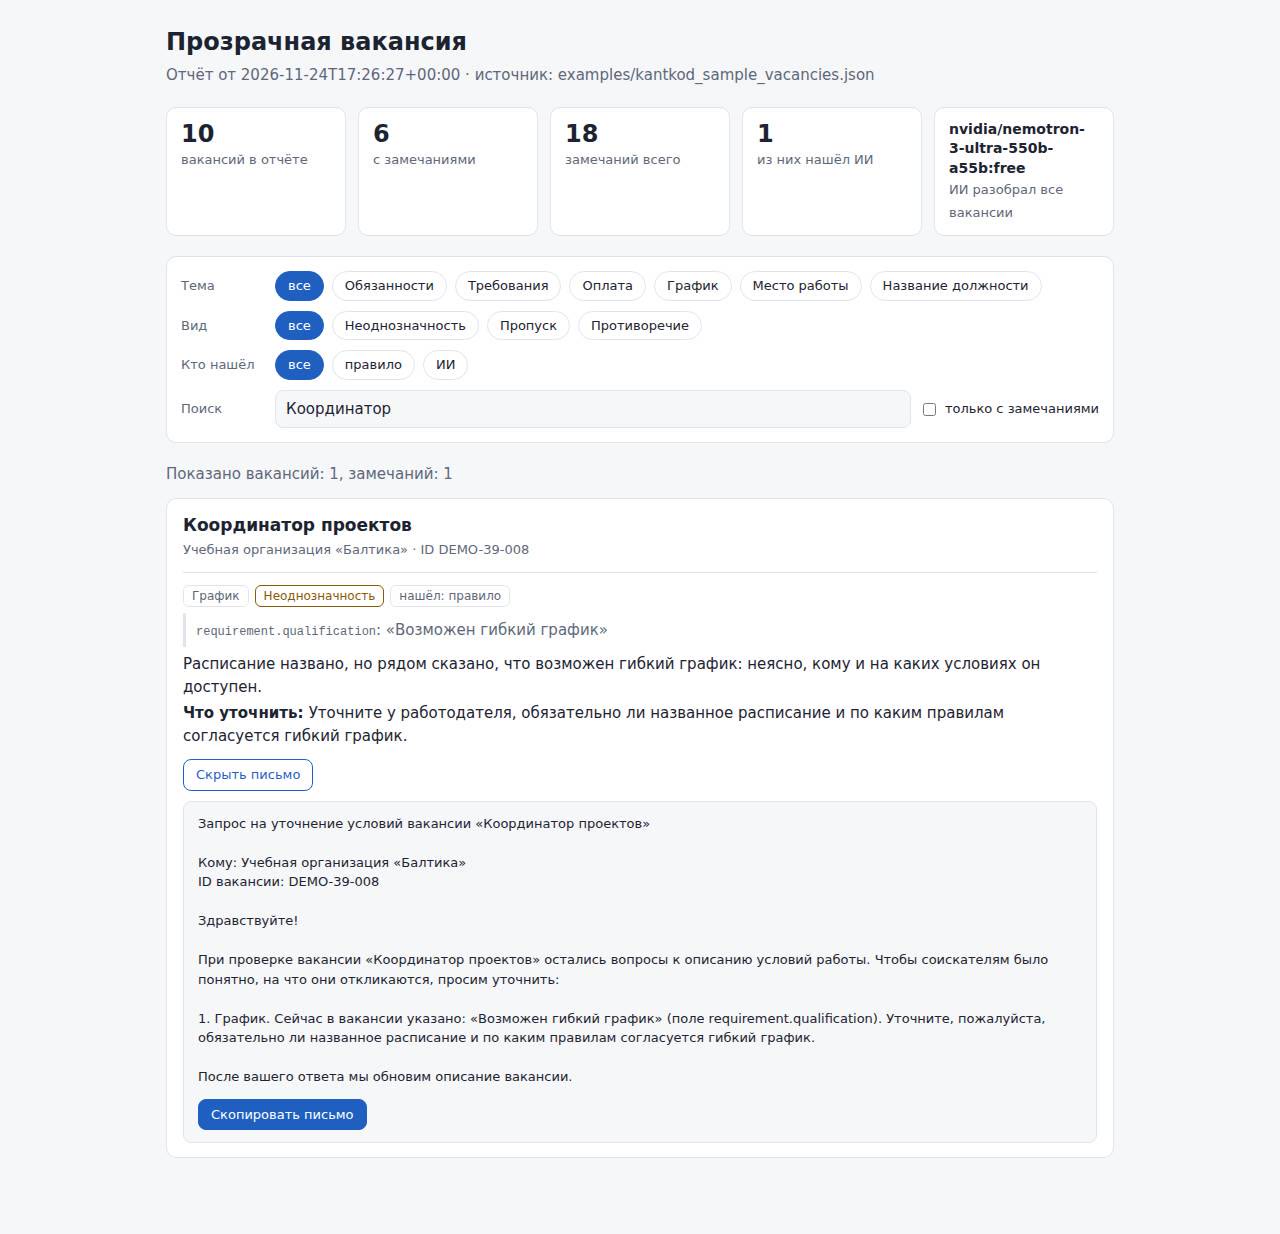 Прозрачная вакансия
Отчёт от 2026-11-24T17:26:27+00:00 · источник: examples/kantkod_sample_vacancies.json
10
вакансий в отчёте
6
с замечаниями
18
замечаний всего
1
из них нашёл ИИ
nvidia/nemotron-
3-ultra-550b-
a55b:free
ИИ разобрал все
вакансии
Тема все Обязанности Требования Оплата График Место работы Название должности
Вид все Неоднозначность Пропуск Противоречие
Кто нашёл все правило ИИ
Поиск Координатор только с замечаниями
Показано вакансий: 1, замечаний: 1
Координатор проектов
Учебная организация «Балтика» · ID DEMO-39-008
График Неоднозначность нашёл: правило
requirement.qualification: «Возможен гибкий график»
Расписание названо, но рядом сказано, что возможен гибкий график: неясно, кому и на каких условиях он
доступен.
Что уточнить: Уточните у работодателя, обязательно ли названное расписание и по каким правилам
согласуется гибкий график.
Скрыть письмо
Запрос на уточнение условий вакансии «Координатор проектов»
Кому: Учебная организация «Балтика»
ID вакансии: DEMO-39-008
Здравствуйте!
При проверке вакансии «Координатор проектов» остались вопросы к описанию условий работы. Чтобы соискателям было
понятно, на что они откликаются, просим уточнить:
1. График. Сейчас в вакансии указано: «Возможен гибкий график» (поле requirement.qualification). Уточните, пожалуйста,
обязательно ли названное расписание и по каким правилам согласуется гибкий график.
После вашего ответа мы обновим описание вакансии.
Скопировать письмо